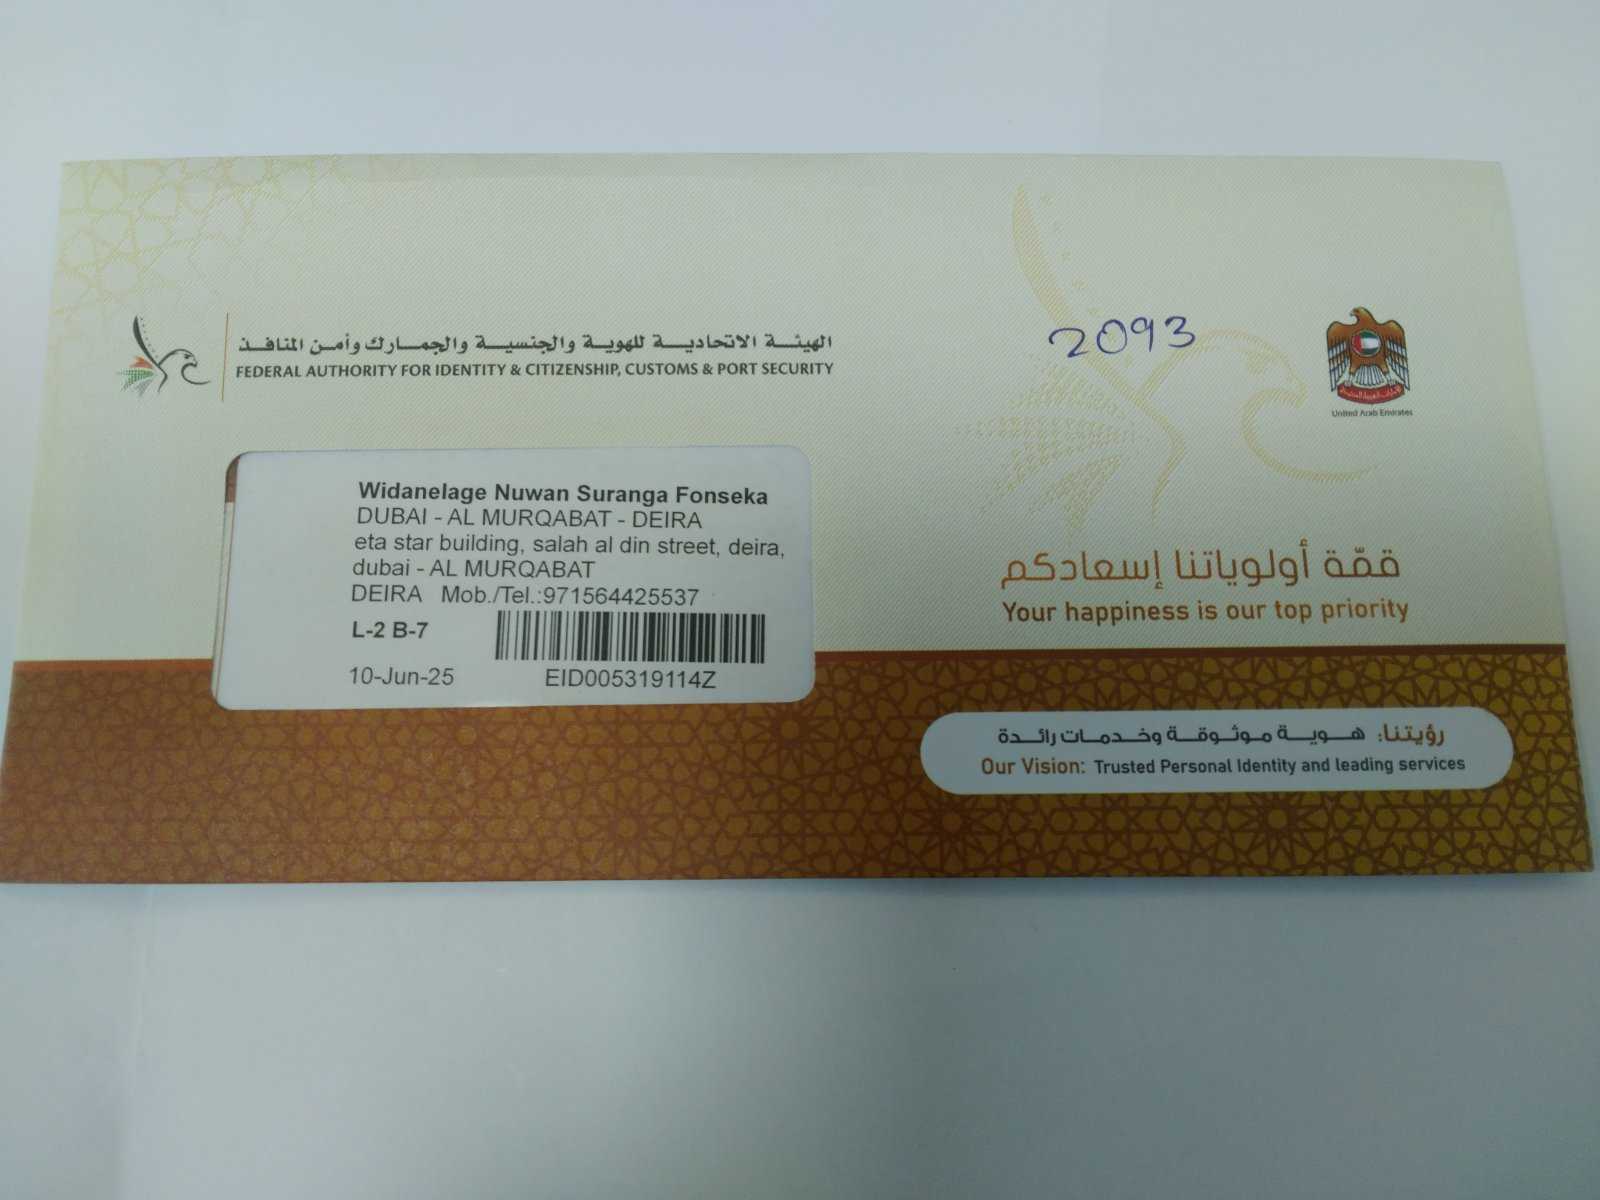 الهيئة الاتحادية للهوية والجنسية والجمارك وأمن المنافذ
FEDERAL AUTHORITY FOR IDENTITY & CITIZENSHIP, CUSTOMS & PORT SECURITY
2093
United Arab Emirates
Widanelage Nuwan Suranga Fonseka
DUBAI - AL MURQABAT - DEIRA
eta star building, salah al din street, deira,
dubai - AL MURQABAT
DEIRA Mob./Tel.:971564425537
L-2 B-7
10-Jun-25
EID005319114Z
قمّة أولوياتنا إسعادكم
Your happiness is our top priority
رؤيتنا: هوية موثوقة وخدمات رائدة
Our Vision: Trusted Personal Identity and leading services